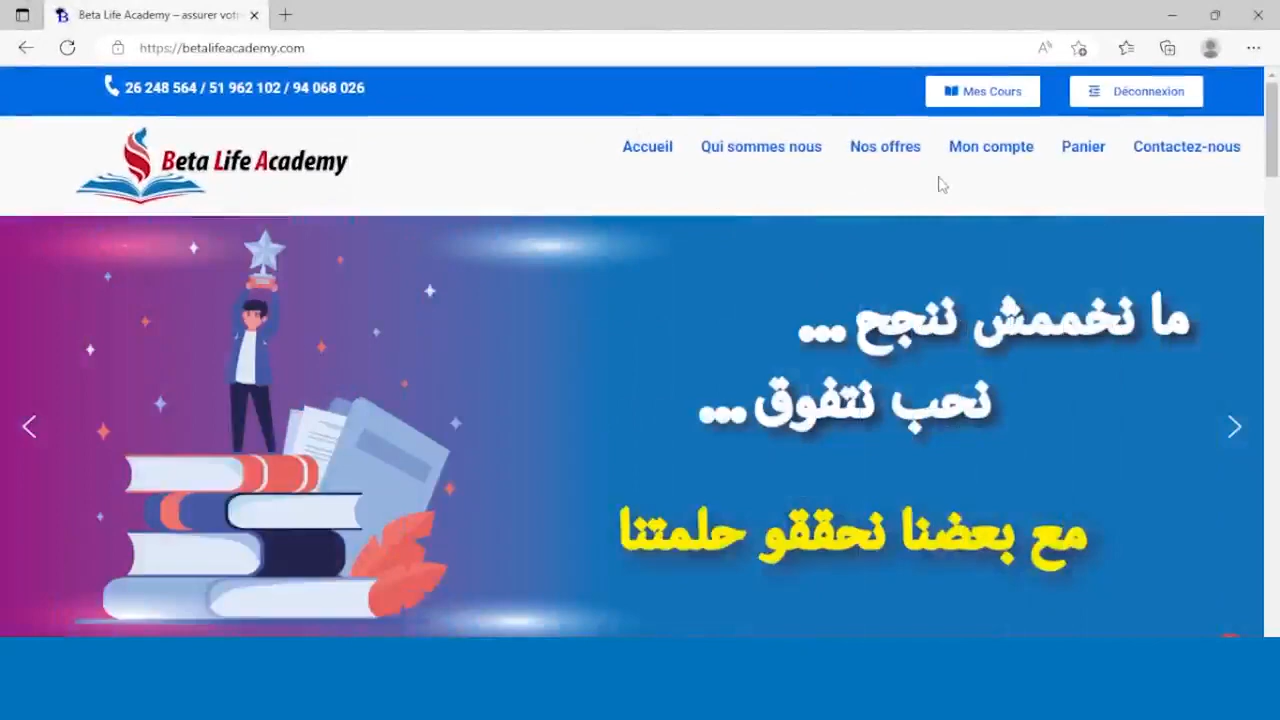 Beta Life Academy – assurer votr
https://betalifeacademy.com
26 248 564 / 51 962 102 / 94 068 026
Mes Cours
Déconnexion
Beta Life Academy
Accueil
Qui sommes nous
Nos offres
Mon compte
Panier
Contactez-nous
ما نخممش ننجح ...
نحب نتفوق ...
مع بعضنا نحققو حلمتنا